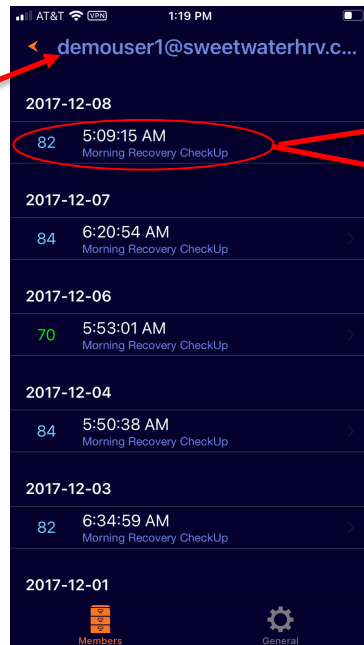 AT&T VPN 1:19 PM
demouser1@sweetwaterhrv.c...
2017-12-08
82 5:09:15 AM
Morning Recovery CheckUp
2017-12-07
84 6:20:54 AM
Morning Recovery CheckUp
2017-12-06
70 5:53:01 AM
Morning Recovery CheckUp
2017-12-04
84 5:50:38 AM
Morning Recovery CheckUp
2017-12-03
82 6:34:59 AM
Morning Recovery CheckUp
2017-12-01
Members General